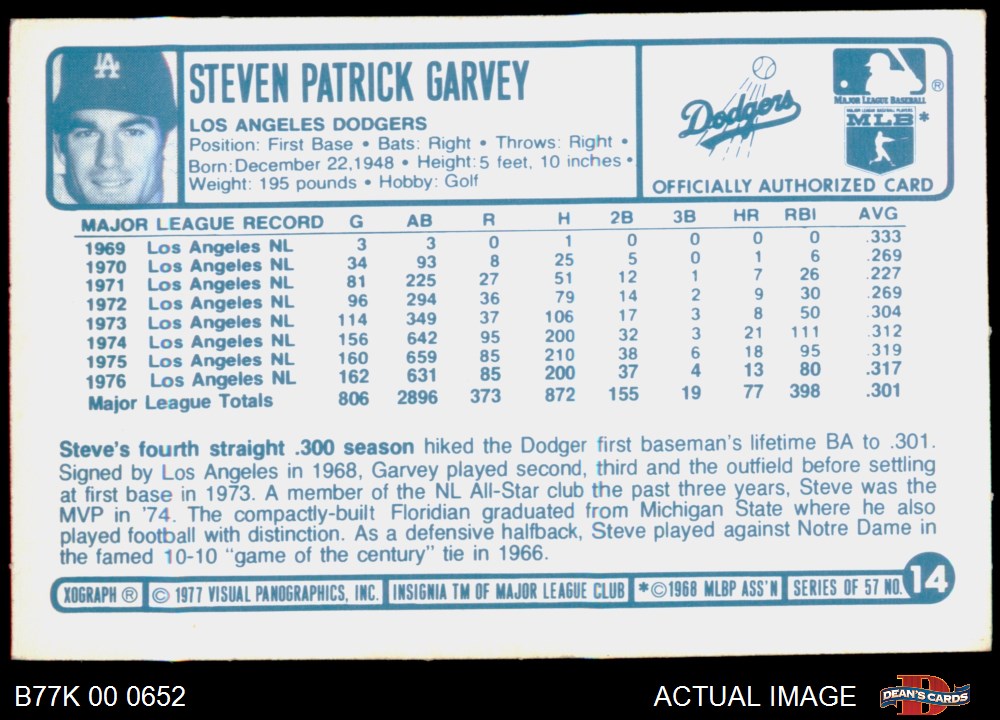 LA
STEVEN PATRICK GARVEY
LOS ANGELES DODGERS
Position: First Base • Bats: Right • Throws: Right •
Born: December 22, 1948 • Height: 5 feet, 10 inches •
Weight: 195 pounds • Hobby: Golf
Dodgers
MAJOR LEAGUE BASEBALL ®
MAJOR LEAGUE BASEBALL PLAYERS
MLB *
OFFICIALLY AUTHORIZED CARD
MAJOR LEAGUE RECORD G AB R H 2B 3B HR RBI AVG
1969 Los Angeles NL 3 3 0 1 0 0 0 0 .333
1970 Los Angeles NL 34 93 8 25 5 0 1 6 .269
1971 Los Angeles NL 81 225 27 51 12 1 7 26 .227
1972 Los Angeles NL 96 294 36 79 14 2 9 30 .269
1973 Los Angeles NL 114 349 37 106 17 3 8 50 .304
1974 Los Angeles NL 156 642 95 200 32 3 21 111 .312
1975 Los Angeles NL 160 659 85 210 38 6 18 95 .319
1976 Los Angeles NL 162 631 85 200 37 4 13 80 .317
Major League Totals 806 2896 373 872 155 19 77 398 .301
Steve's fourth straight .300 season hiked the Dodger first baseman's lifetime BA to .301.
Signed by Los Angeles in 1968, Garvey played second, third and the outfield before settling
at first base in 1973. A member of the NL All-Star club the past three years, Steve was the
MVP in '74. The compactly-built Floridian graduated from Michigan State where he also
played football with distinction. As a defensive halfback, Steve played against Notre Dame in
the famed 10-10 "game of the century" tie in 1966.
XOGRAPH ® © 1977 VISUAL PANOGRAPHICS, INC. INSIGNIA TM OF MAJOR LEAGUE CLUB *©1968 MLBP ASS'N SERIES OF 57 NO. 14
B77K 00 0652
ACTUAL IMAGE
DEAN'S CARDS